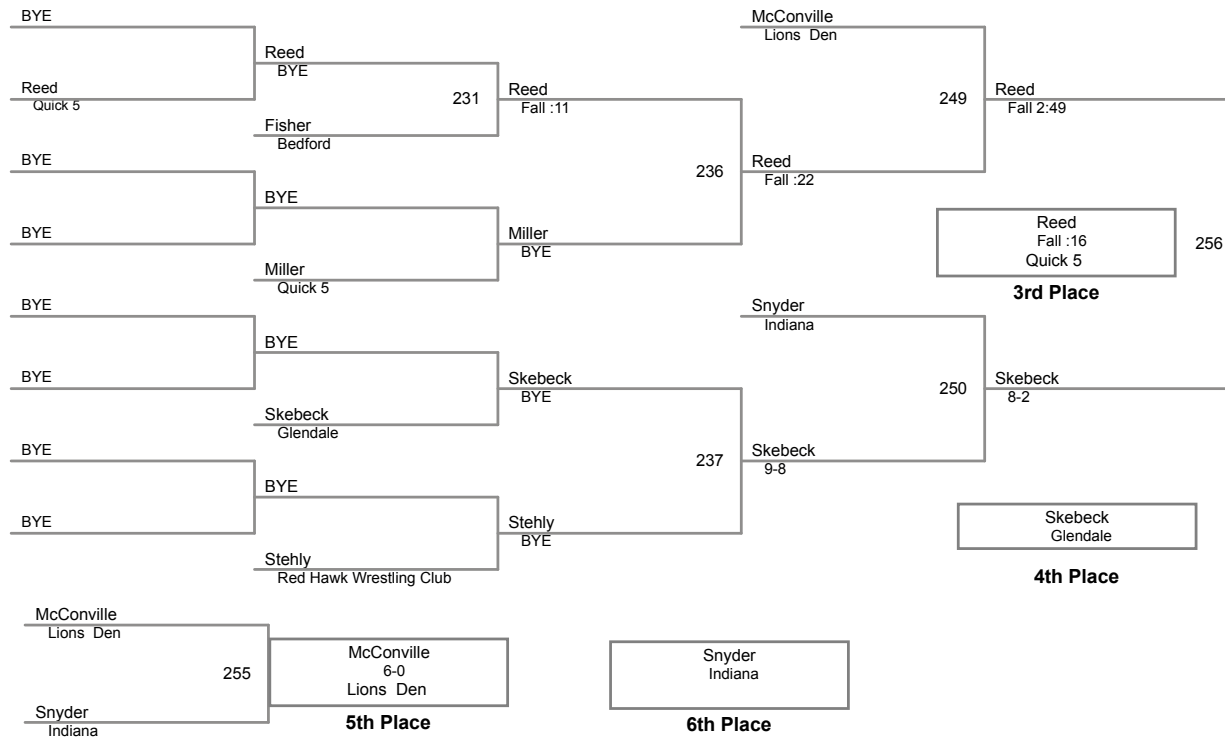 BYE
McConville
Lions Den
Reed
BYE
Reed
Quick 5
231
Reed
Fall :11
249
Reed
Fall 2:49
Fisher
Bedford
BYE
236
Reed
Fall :22
BYE
Reed
Fall :16
Quick 5
256
3rd Place
BYE
Miller
BYE
Miller
Quick 5
BYE
Snyder
Indiana
BYE
BYE
Skebeck
BYE
250
Skebeck
8-2
Skebeck
Glendale
BYE
237
Skebeck
9-8
BYE
BYE
Stehly
BYE
Skebeck
Glendale
4th Place
Stehly
Red Hawk Wrestling Club
McConville
Lions Den
255
McConville
6-0
Lions Den
5th Place
Snyder
Indiana
6th Place
Snyder
Indiana